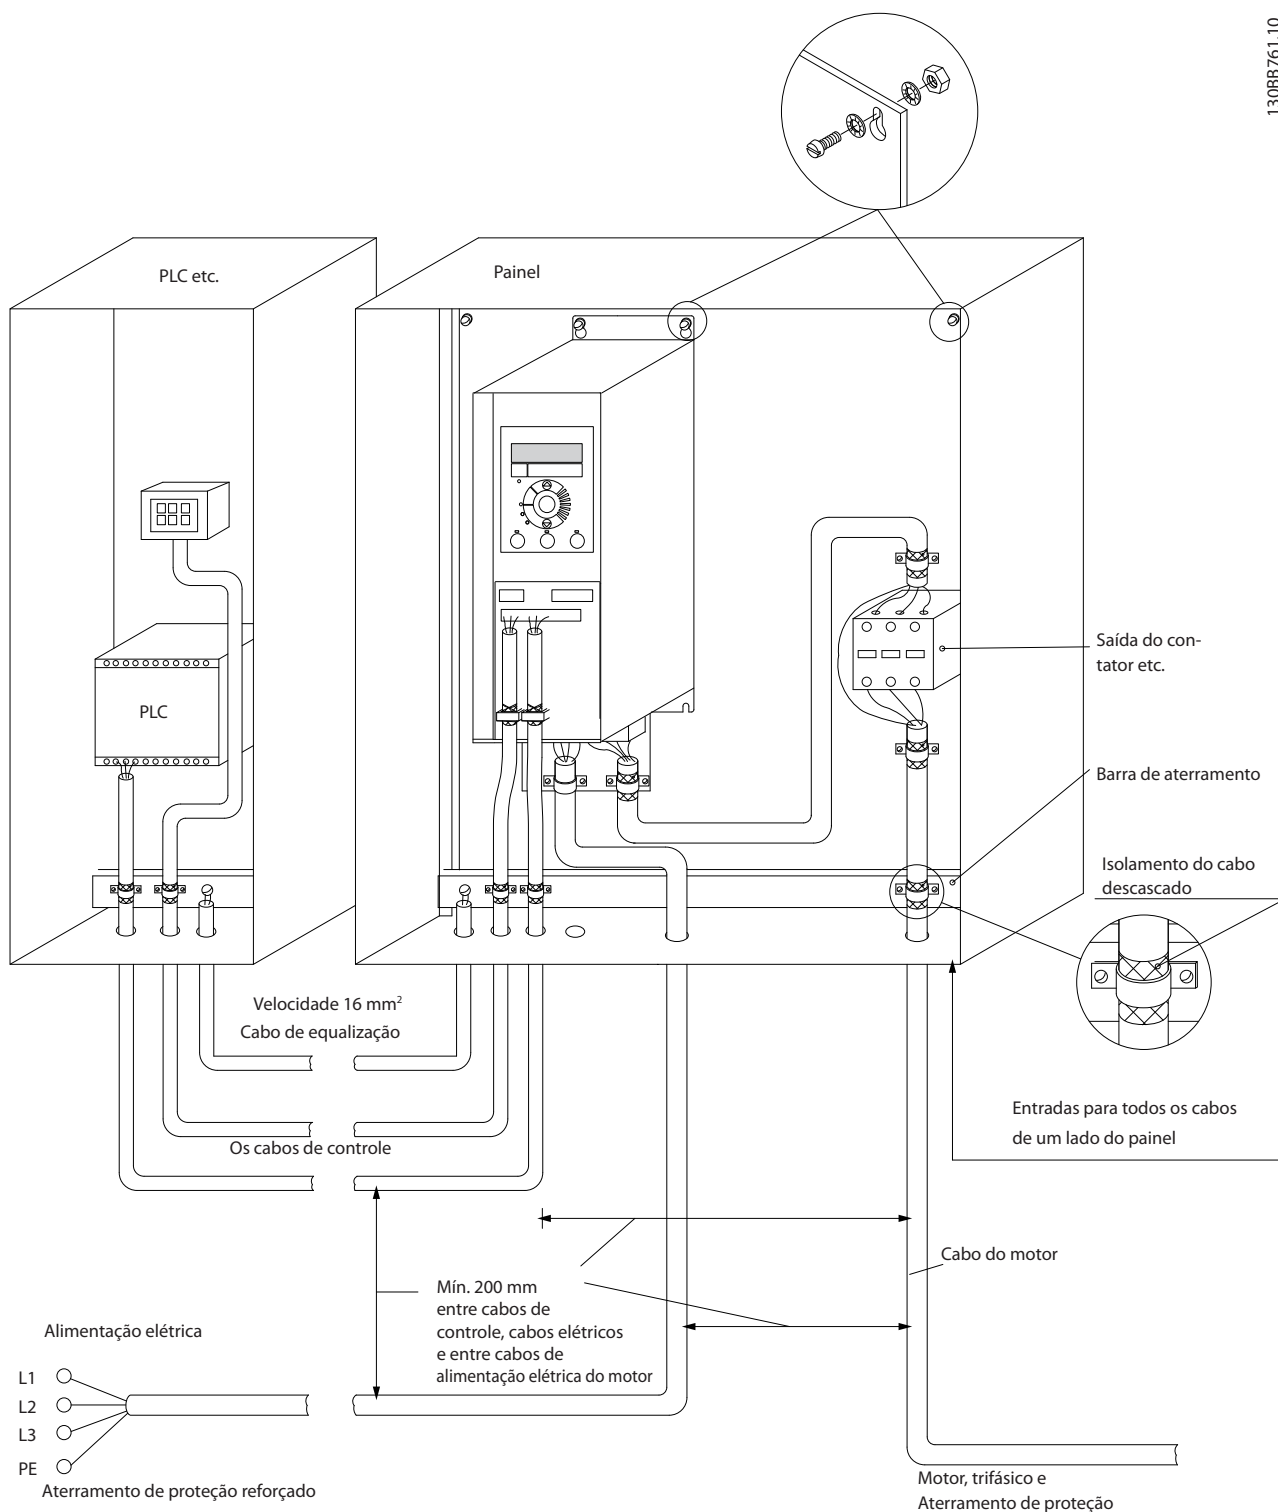 130BB761.10
PLC etc.
Painel
Saída do con-
tator etc.
PLC
Barra de aterramento
Isolamento do cabo
descascado
Velocidade 16 mm²
Cabo de equalização
Entradas para todos os cabos
de um lado do painel
Os cabos de controle
Cabo do motor
Mín. 200 mm
entre cabos de
controle, cabos elétricos
e entre cabos de
alimentação elétrica do motor
Alimentação elétrica
L1
L2
L3
PE
Aterramento de proteção reforçado
Motor, trifásico e
Aterramento de proteção